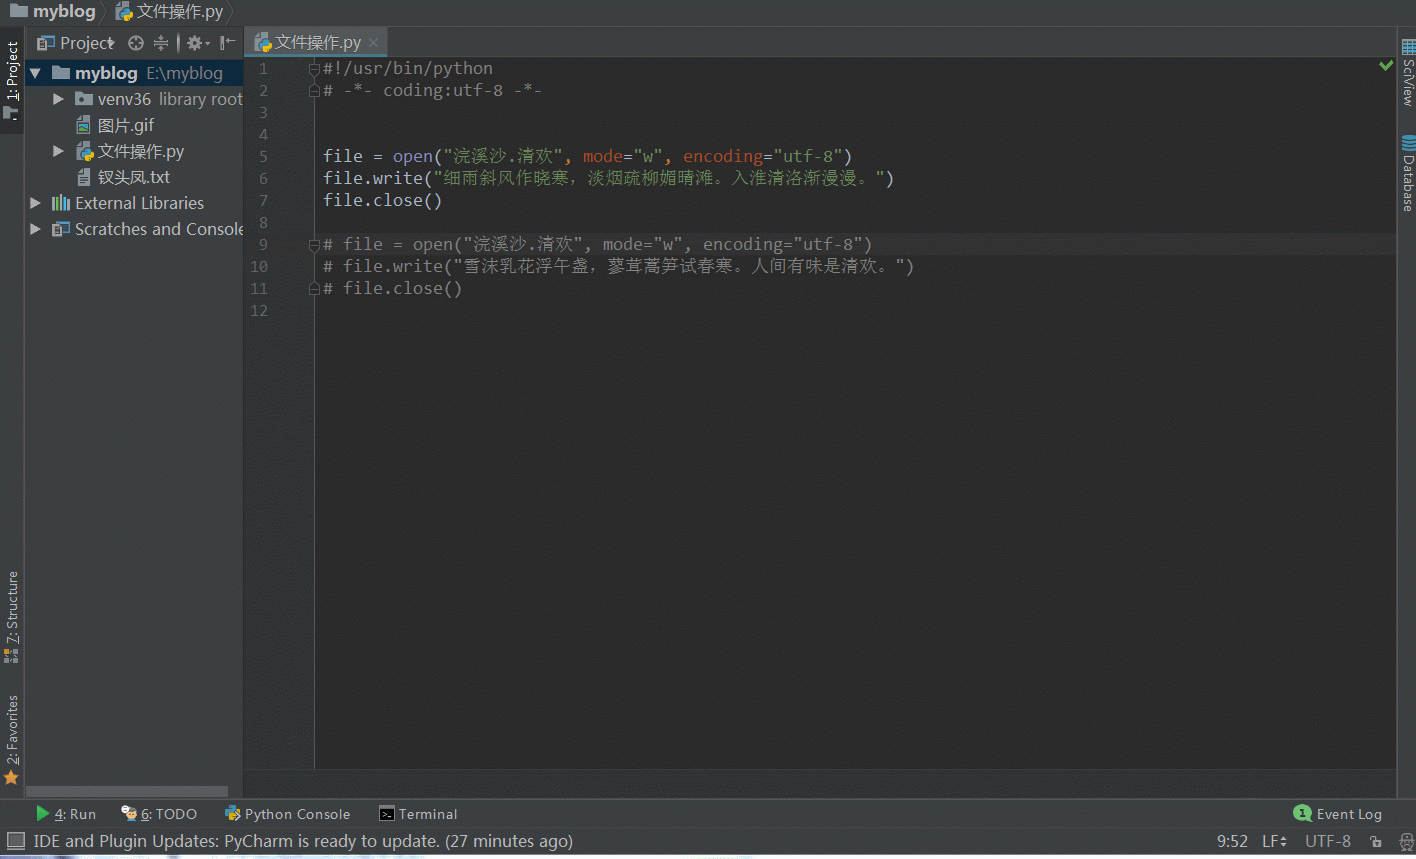 myblog 文件操作.py
Project
文件操作.py
1: Project
myblog E:\myblog
venv36 library root
图片.gif
文件操作.py
钗头凤.txt
External Libraries
Scratches and Console
7: Structure
2: Favorites
1 #!/usr/bin/python
2 # -*- coding:utf-8 -*-
3
4
5 file = open("浣溪沙.清欢", mode="w", encoding="utf-8")
6 file.write("细雨斜风作晓寒，淡烟疏柳媚晴滩。入淮清洛渐漫漫。")
7 file.close()
8
9 # file = open("浣溪沙.清欢", mode="w", encoding="utf-8")
10 # file.write("雪沫乳花浮午盏，蓼茸蒿笋试春寒。人间有味是清欢。")
11 # file.close()
12
SciView
Database
4: Run 6: TODO Python Console Terminal 1 Event Log
IDE and Plugin Updates: PyCharm is ready to update. (27 minutes ago) 9:52 LF UTF-8